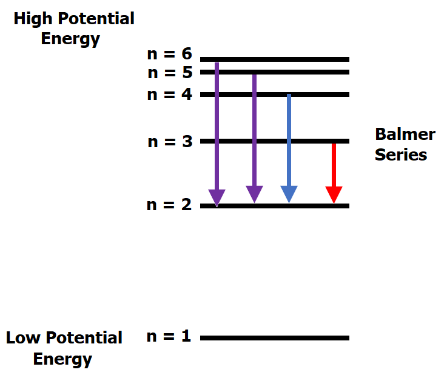 High Potential
Energy
n = 6
n = 5
n = 4
n = 3
Balmer
Series
n = 2
Low Potential
Energy
n = 1